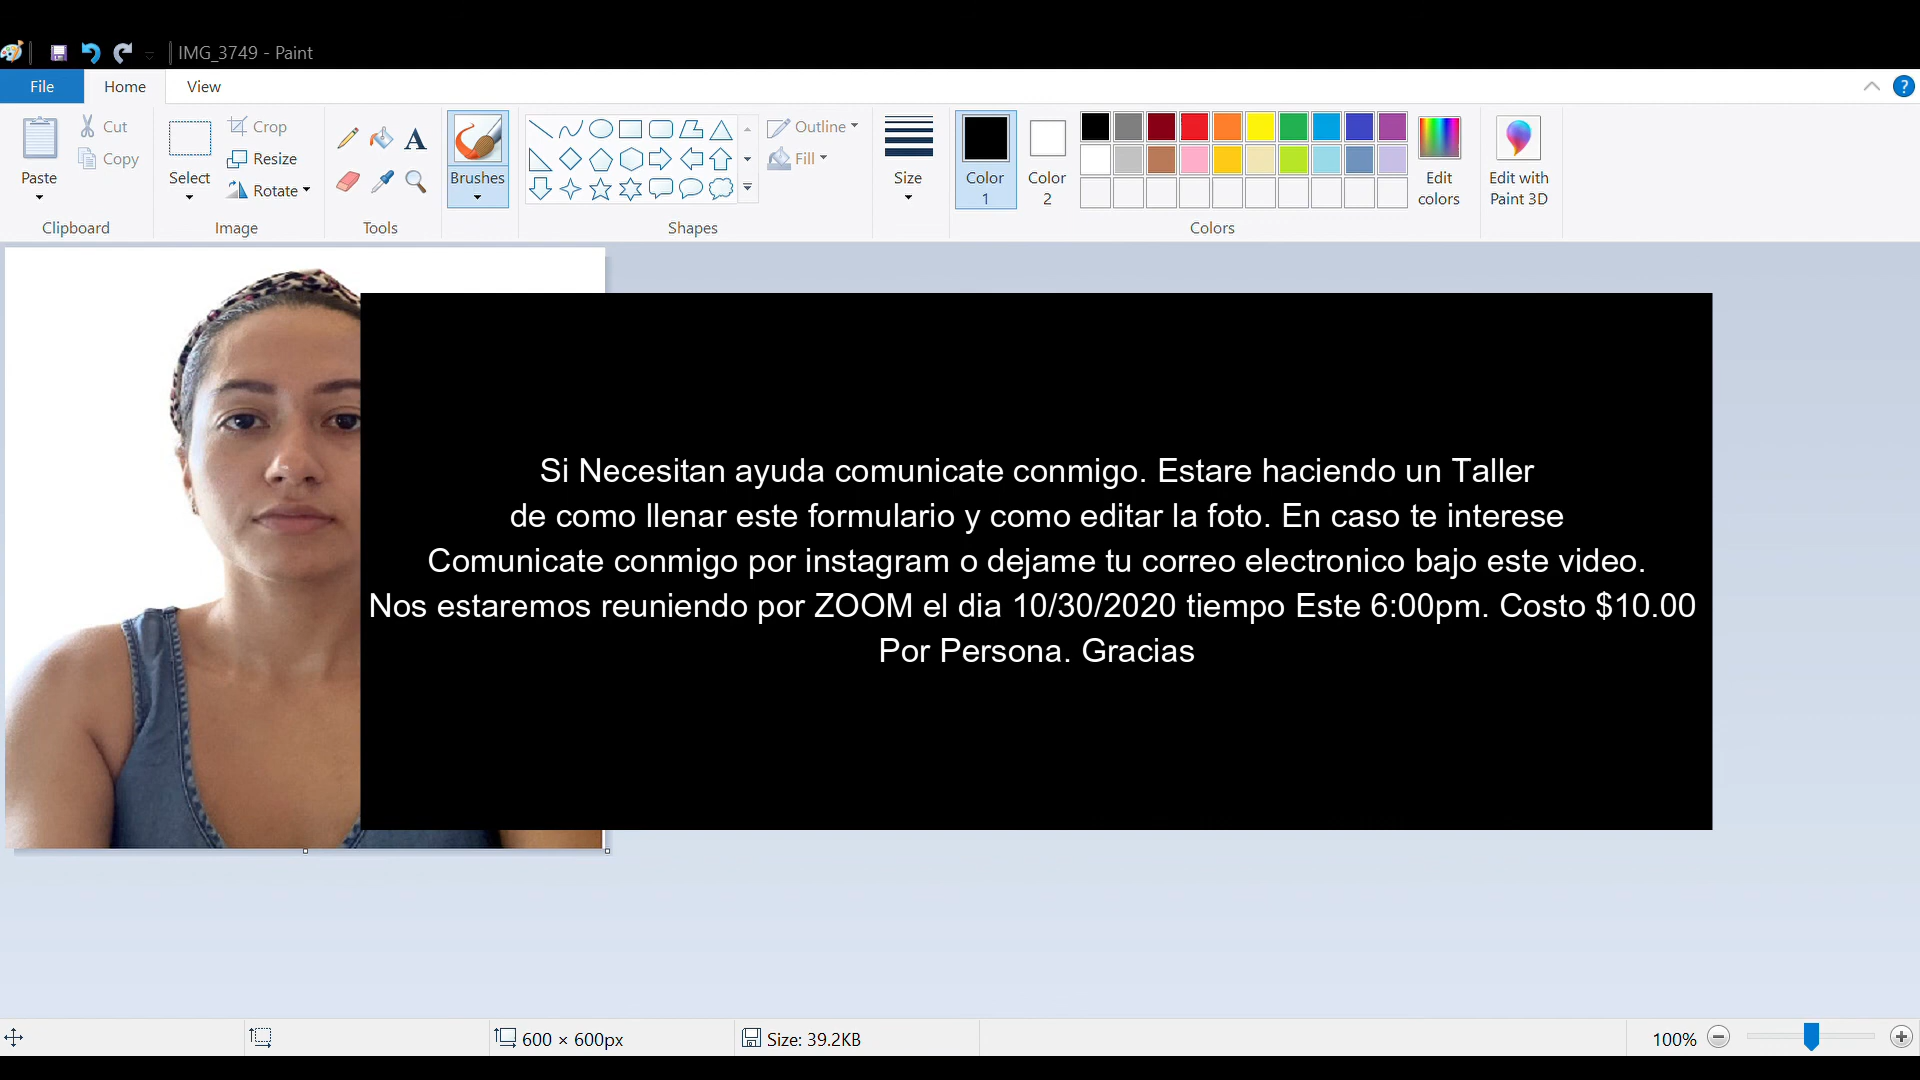 IMG_3749 - Paint
File Home View
Cut Crop Outline
Copy Resize Fill
Rotate
Paste Select Brushes Size Color 1 Color 2 Edit colors Edit with Paint 3D
Clipboard Image Tools Shapes Colors
Si Necesitan ayuda comunicate conmigo. Estare haciendo un Taller
de como llenar este formulario y como editar la foto. En caso te interese
Comunicate conmigo por instagram o dejame tu correo electronico bajo este video.
Nos estaremos reuniendo por ZOOM el dia 10/30/2020 tiempo Este 6:00pm. Costo $10.00
Por Persona. Gracias
600 × 600px Size: 39.2KB 100%